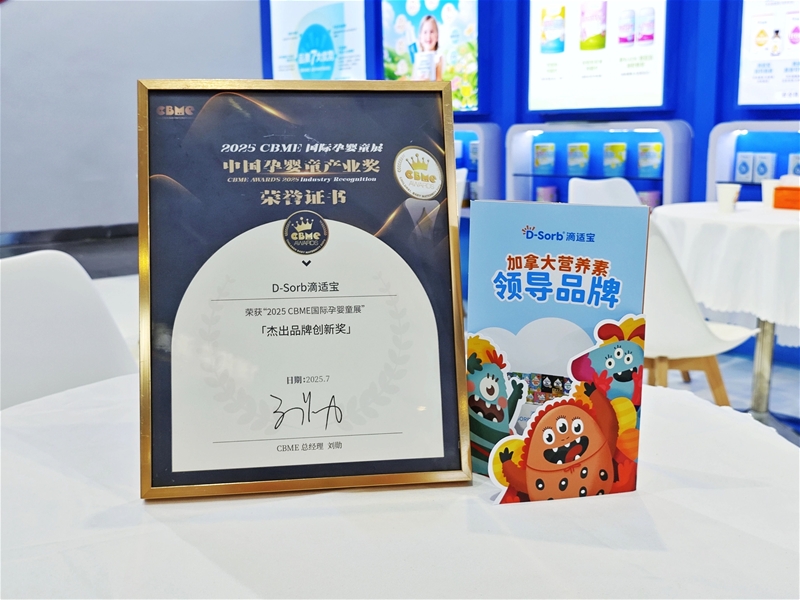 CBME
2025 CBME 国际孕婴童展
中国孕婴童产业奖
CBME AWARDS 2025 Industry Recognition
荣誉证书
CBME
AWARDS
CBME
AWARDS
D-Sorb滴适宝
荣获“2025 CBME国际孕婴童展”
「杰出品牌创新奖」
日期:2025.7
CBME 总经理 刘勋
D-Sorb 滴适宝
加拿大营养素
领导品牌